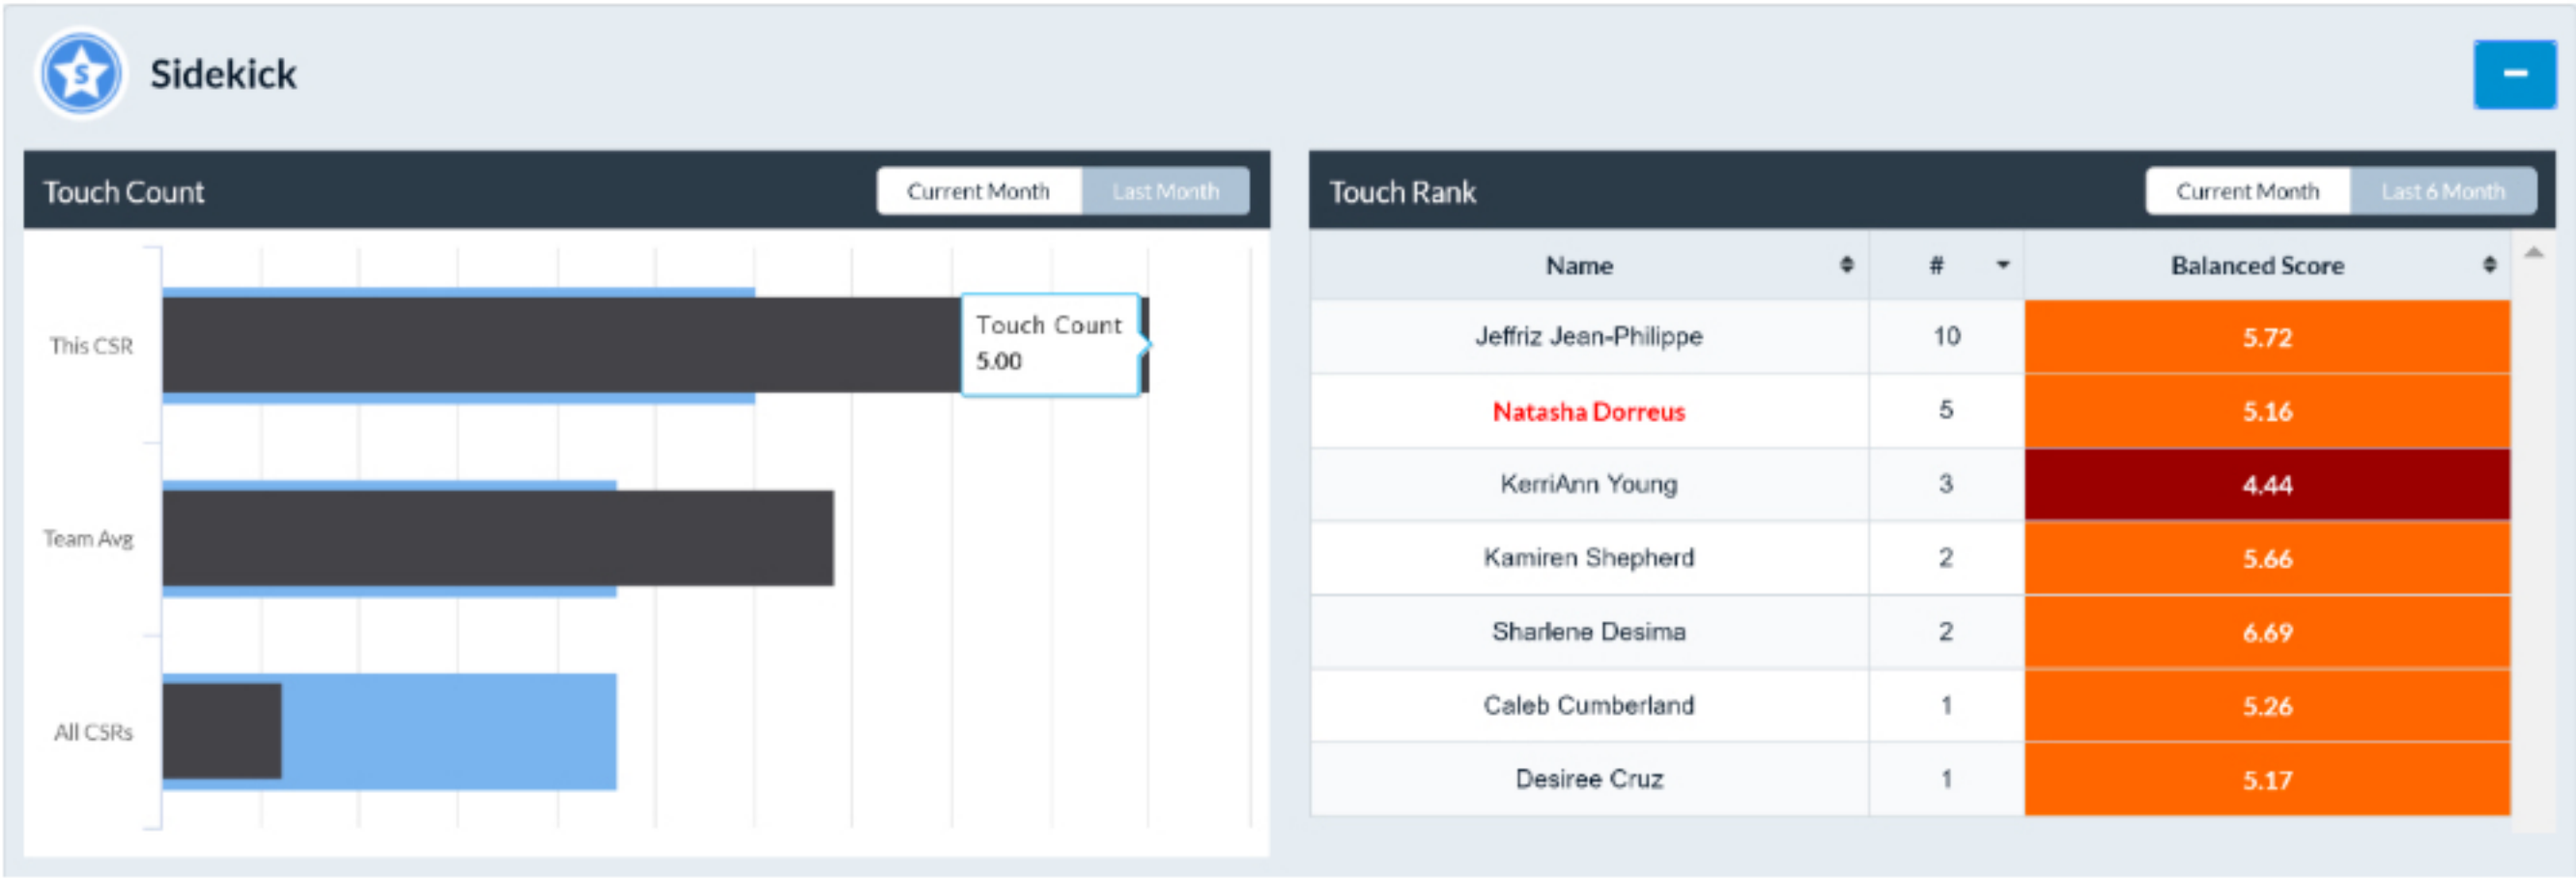 S
Sidekick
Touch Count
Current Month
Last Month
This CSR
Touch Count
5.00
Team Avg
All CSRs
Touch Rank
Current Month
Last 6 Month
Name # Balanced Score
Jeffriz Jean-Philippe 10 5.72
Natasha Dorreus 5 5.16
KerriAnn Young 3 4.44
Kamiren Shepherd 2 5.66
Sharlene Desima 2 6.69
Caleb Cumberland 1 5.26
Desiree Cruz 1 5.17